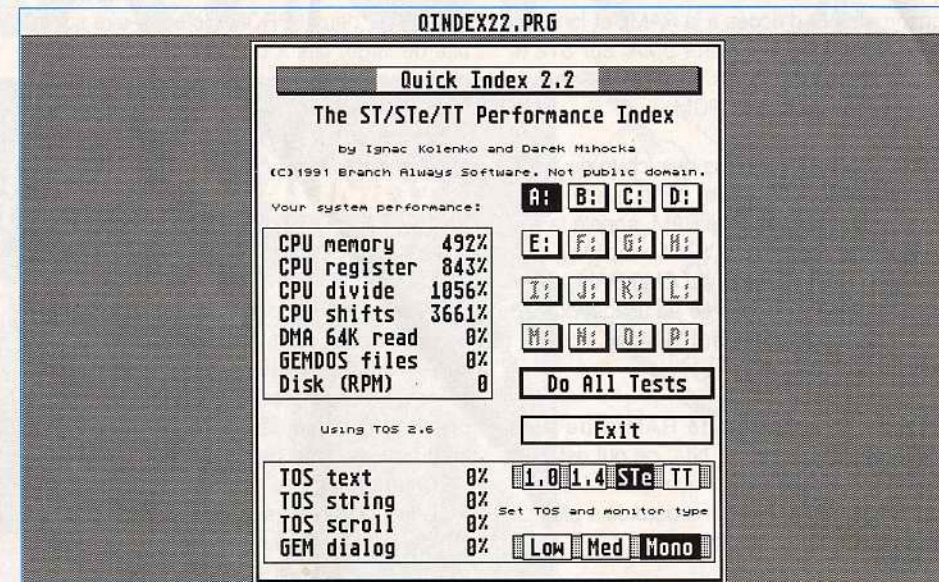 QINDEX22.PRG
Quick Index 2.2
The ST/STe/TT Performance Index
by Ignac Kolenko and Darek Mihocka
(C)1991 Branch Always Software. Not public domain.
Your system performance:
A: B: C: D:
CPU memory 492%
CPU register 843%
CPU divide 1056%
CPU shifts 3661%
DMA 64K read 0%
GEMDOS files 0%
Disk (RPM) 0
E: F: G: H:
I: J: K: L:
M: N: O: P:
Do All Tests
Using TOS 2.6
Exit
TOS text 0%
TOS string 0%
TOS scroll 0%
GEM dialog 0%
1.0 1.4 STe TT
Set TOS and monitor type
Low Med Mono